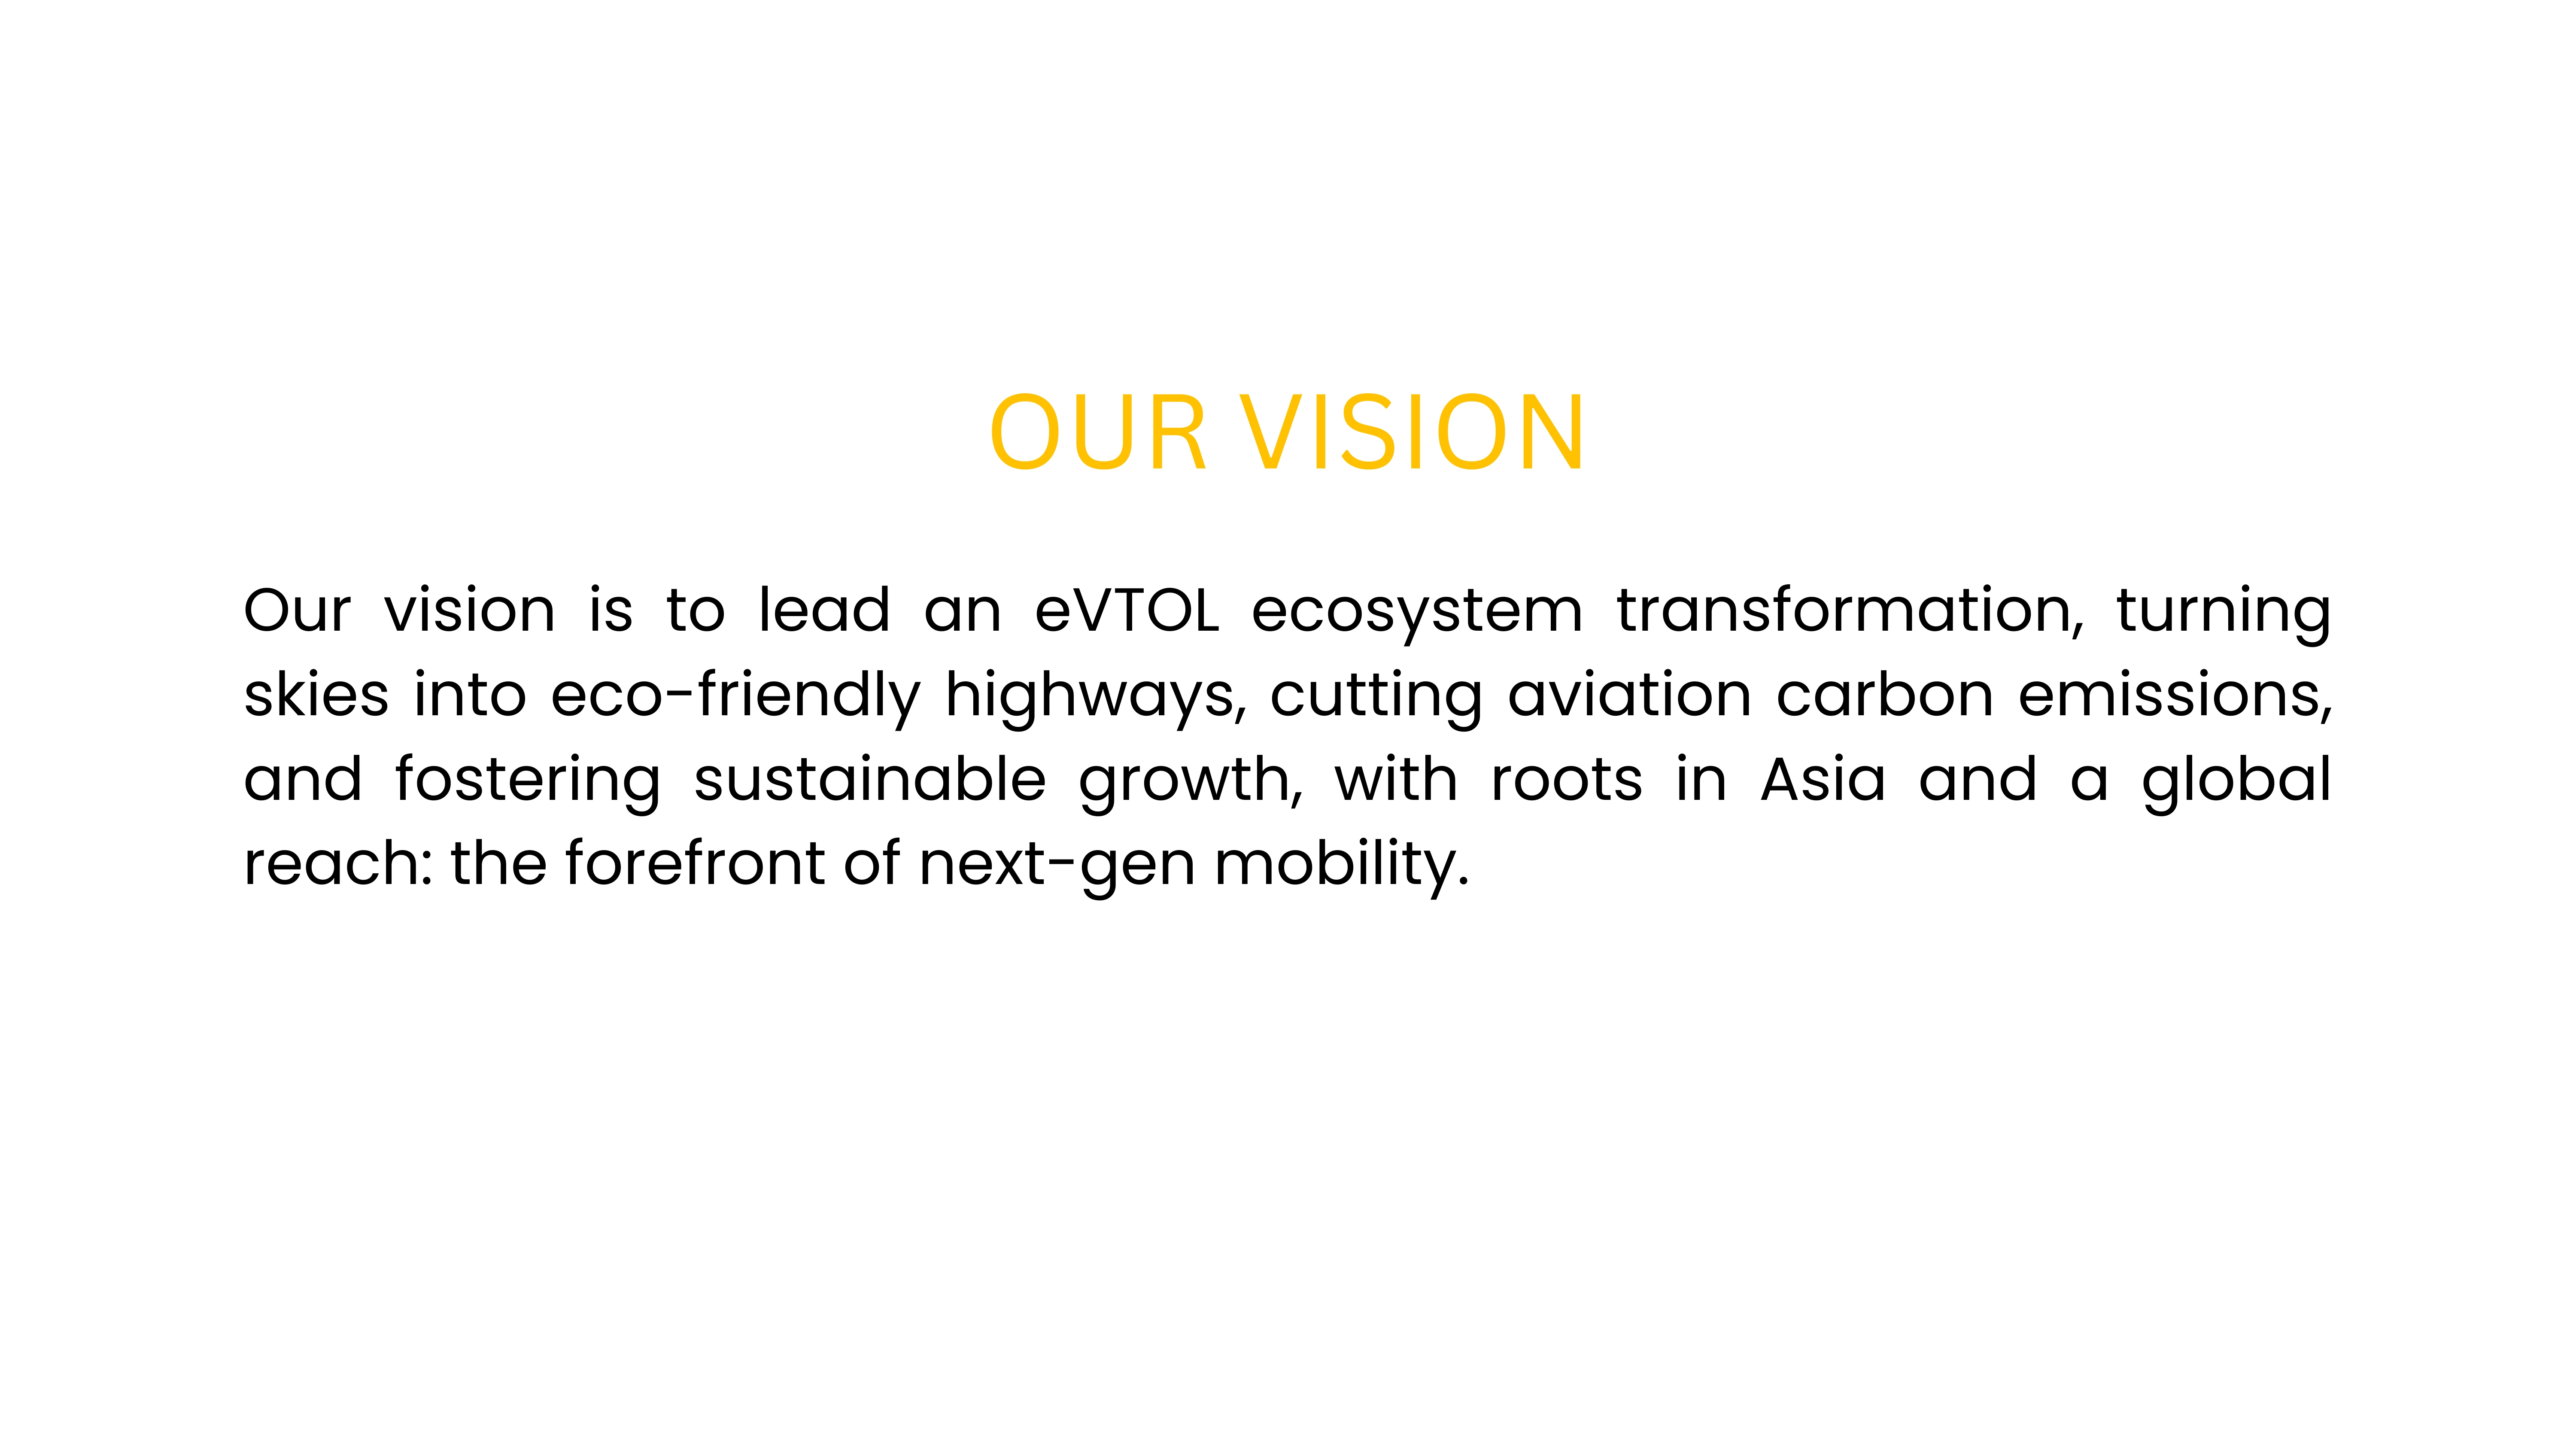 OUR VISION
Our vision is to lead an eVTOL ecosystem transformation, turning
skies into eco-friendly highways, cutting aviation carbon emissions,
and fostering sustainable growth, with roots in Asia and a global
reach: the forefront of next-gen mobility.